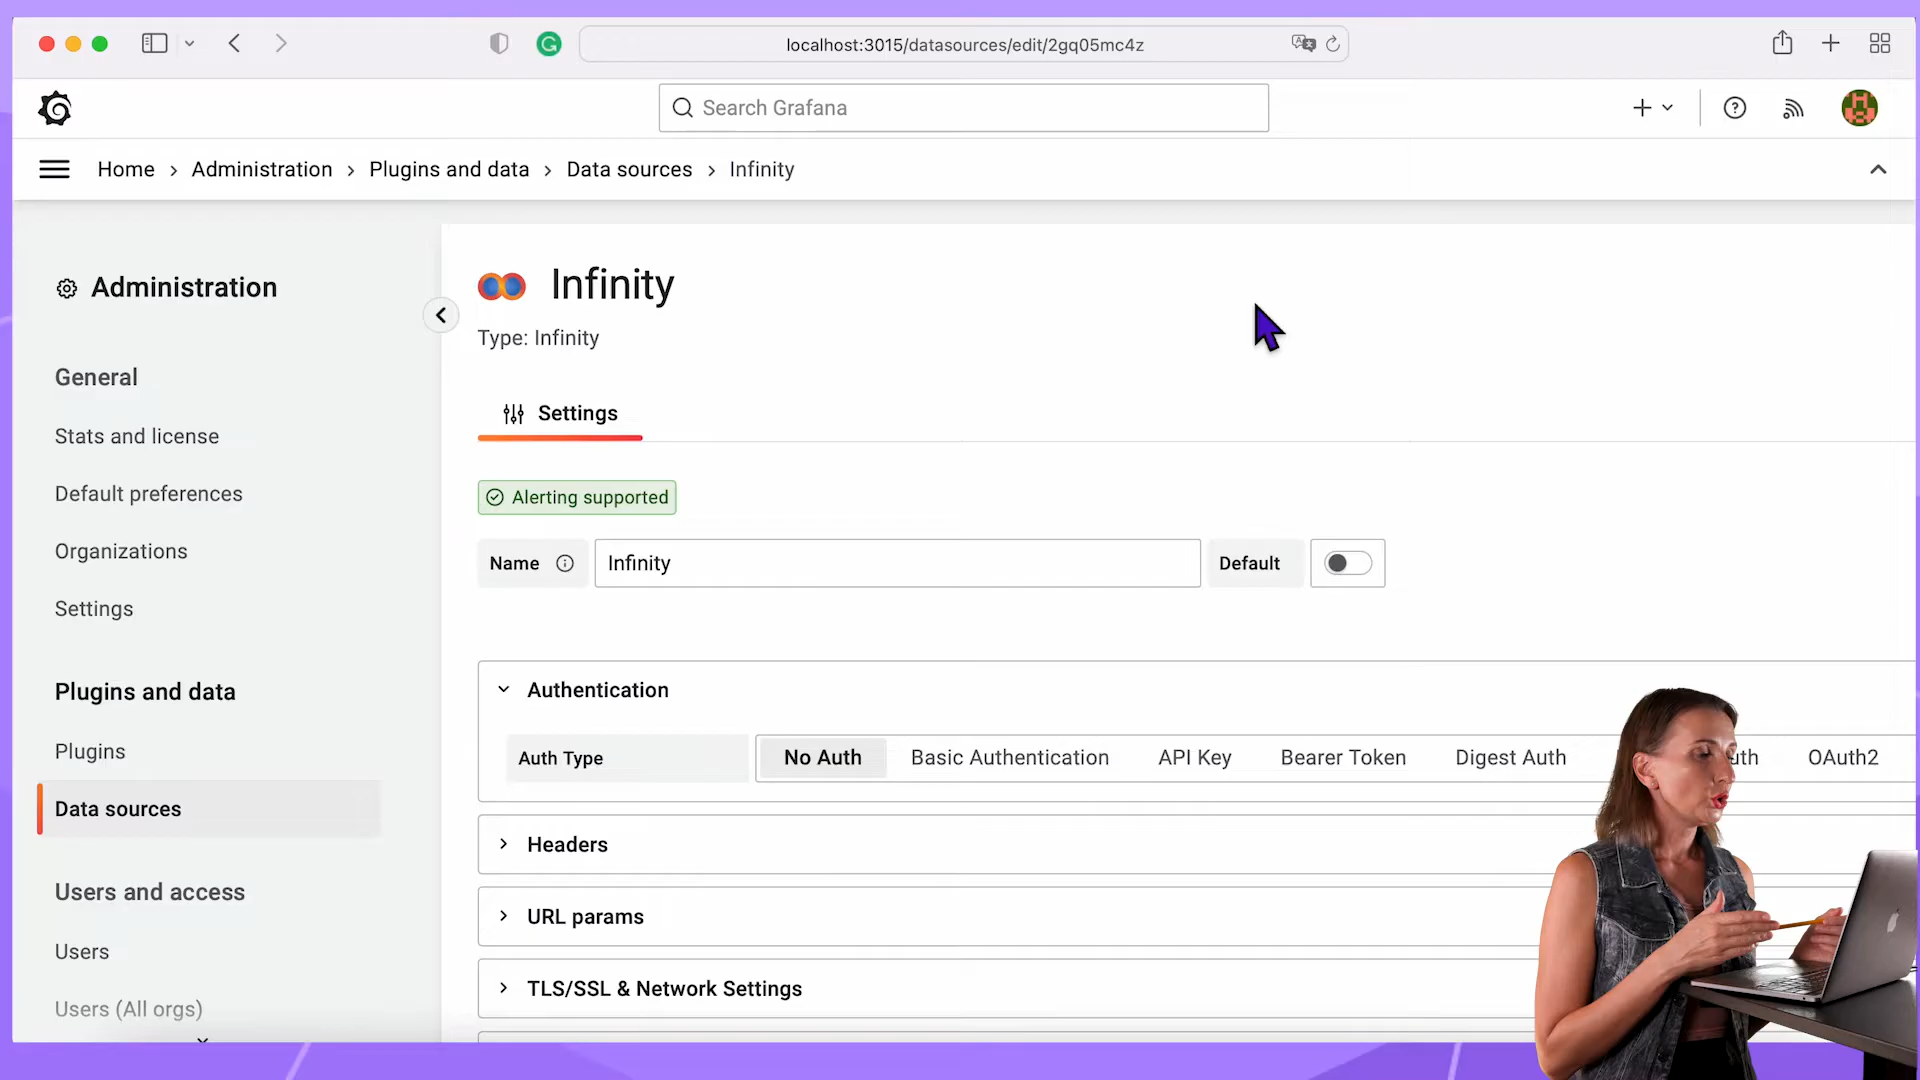 localhost:3015/datasources/edit/2gq05mc4z
Search Grafana
Home › Administration › Plugins and data › Data sources › Infinity
Administration
General
Stats and license
Default preferences
Organizations
Settings
Plugins and data
Plugins
Data sources
Users and access
Users
Users (All orgs)
Infinity
Type: Infinity
Settings
Alerting supported
Name Infinity Default
Authentication
Auth Type No Auth Basic Authentication API Key Bearer Token Digest Auth OAuth2
Headers
URL params
TLS/SSL & Network Settings